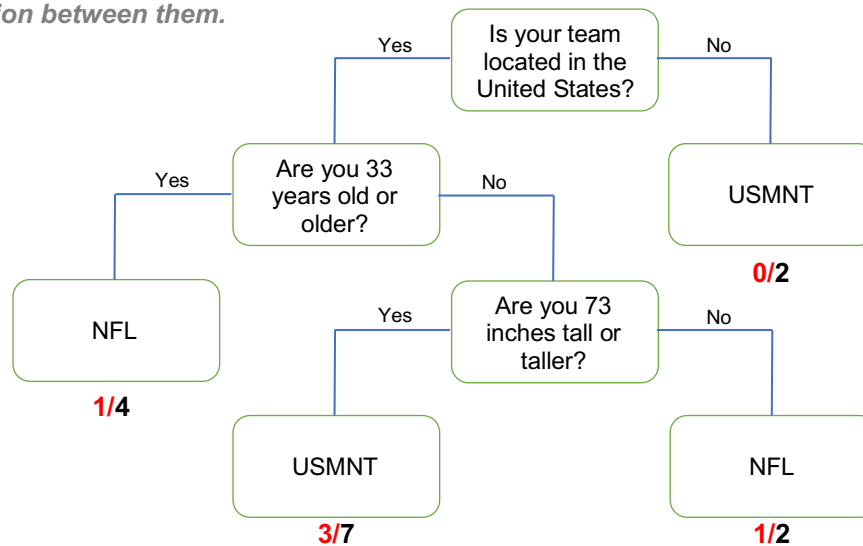 ion between them.
Is your team
located in the
United States?
Yes
No
Are you 33
years old or
older?
Yes
No
USMNT
0/2
NFL
1/4
Are you 73
inches tall or
taller?
Yes
No
USMNT
3/7
NFL
1/2